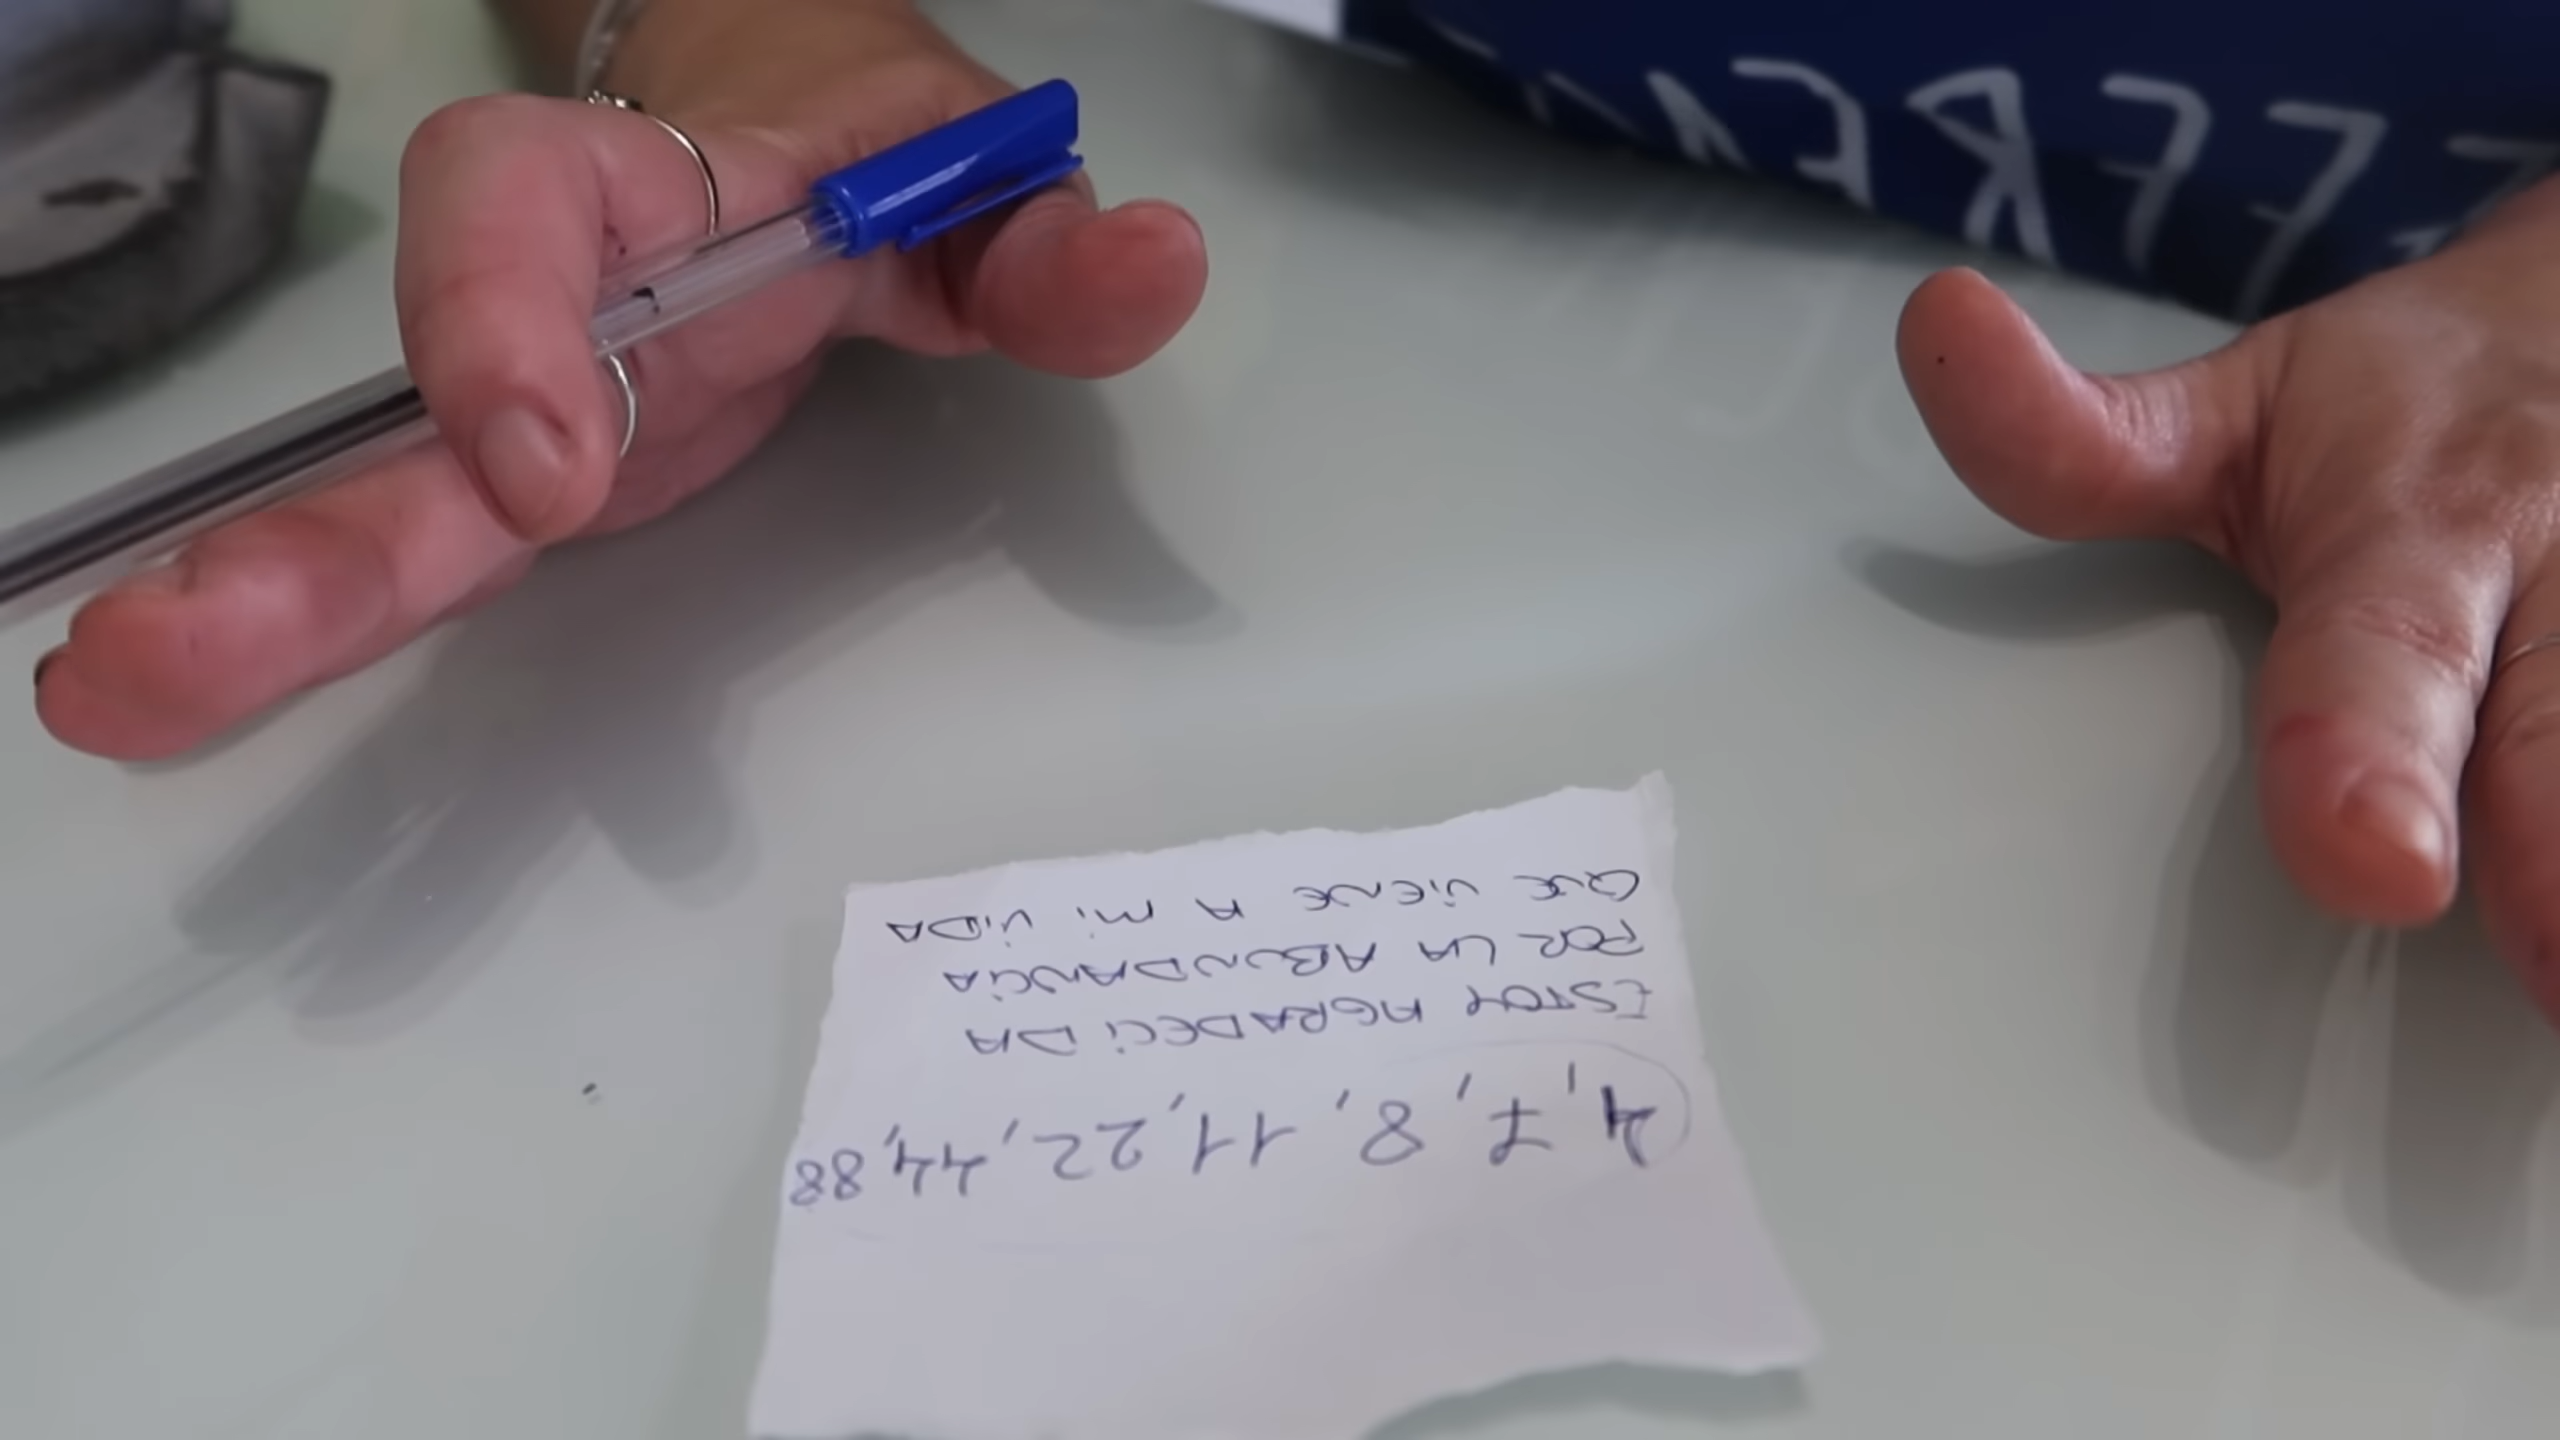 4, 7, 8, 11, 22, 44, 88
ESTOY AGRADECIDA
POR LA ABUNDANCIA
QUE VIENE A MI VIDA